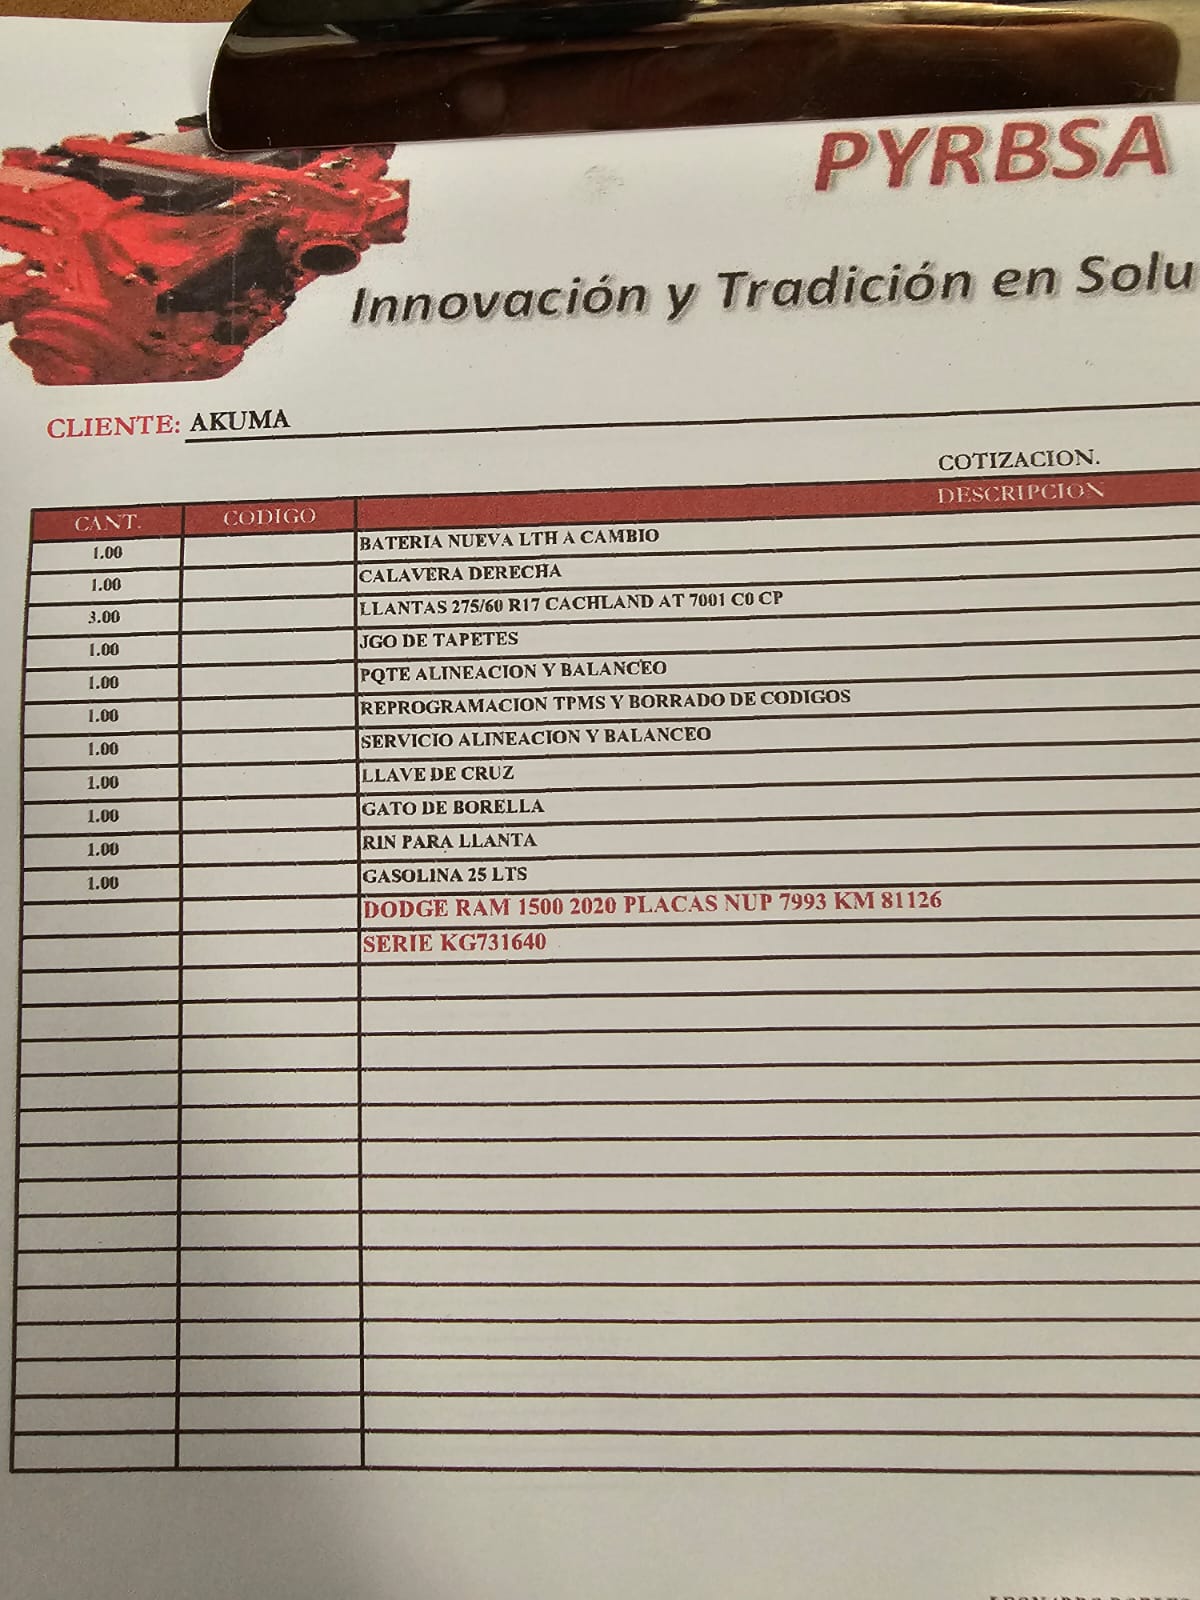 PYRBSA
Innovación y Tradición en Solu
CLIENTE: AKUMA
COTIZACION.
CANT. CODIGO DESCRIPCION
1.00 BATERIA NUEVA LTH A CAMBIO
1.00 CALAVERA DERECHA
3.00 LLANTAS 275/60 R17 CACHLAND AT 7001 C0 CP
1.00 JGO DE TAPETES
1.00 PQTE ALINEACION Y BALANCEO
1.00 REPROGRAMACION TPMS Y BORRADO DE CODIGOS
1.00 SERVICIO ALINEACION Y BALANCEO
1.00 LLAVE DE CRUZ
1.00 GATO DE BORELLA
1.00 RIN PARA LLANTA
1.00 GASOLINA 25 LTS
DODGE RAM 1500 2020 PLACAS NUP 7993 KM 81126
SERIE KG731640